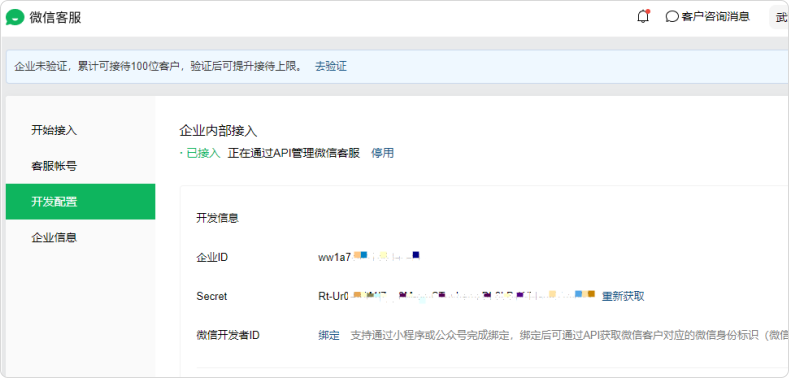 微信客服
客户咨询消息
武
企业未验证，累计可接待100位客户，验证后可提升接待上限。 去验证
开始接入
客服帐号
开发配置
企业信息
企业内部接入
· 已接入 正在通过API管理微信客服 停用
开发信息
企业ID ww1a7
Secret Rt-Ur 重新获取
微信开发者ID 绑定 支持通过小程序或公众号完成绑定，绑定后可通过API获取微信客户对应的微信身份标识（微信